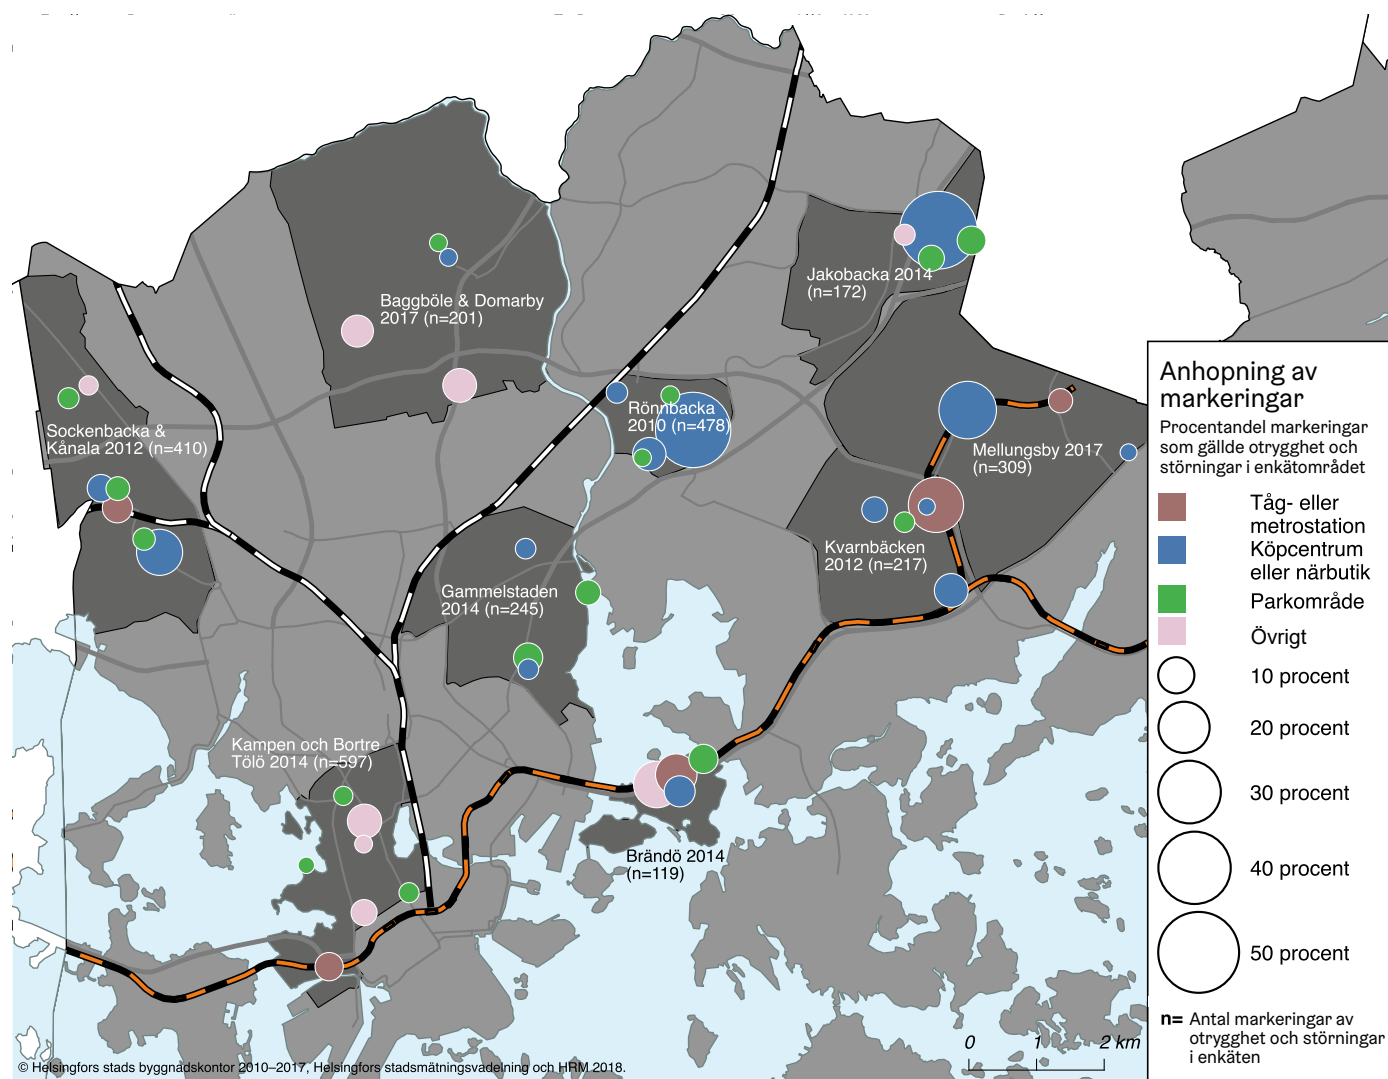 Jakobacka 2014
(n=172)
Baggböle & Domarby
2017 (n=201)
Rönnbacka
2010 (n=478)
Sockenbacka &
Kånala 2012 (n=410)
Mellungsby 2017
(n=309)
Kvarnbäcken
2012 (n=217)
Gammelstaden
2014 (n=245)
Kampen och Bortre
Tölö 2014 (n=597)
Brändö 2014
(n=119)
Anhopning av
markeringar
Procentandel markeringar
som gällde otrygghet och
störningar i enkätområdet
Tåg- eller
metrostation
Köpcentrum
eller närbutik
Parkområde
Övrigt
10 procent
20 procent
30 procent
40 procent
50 procent
n= Antal markeringar av
otrygghet och störningar
i enkäten
0 1 2 km
© Helsingfors stads byggnadskontor 2010–2017, Helsingfors stadsmätningsvadelning och HRM 2018.